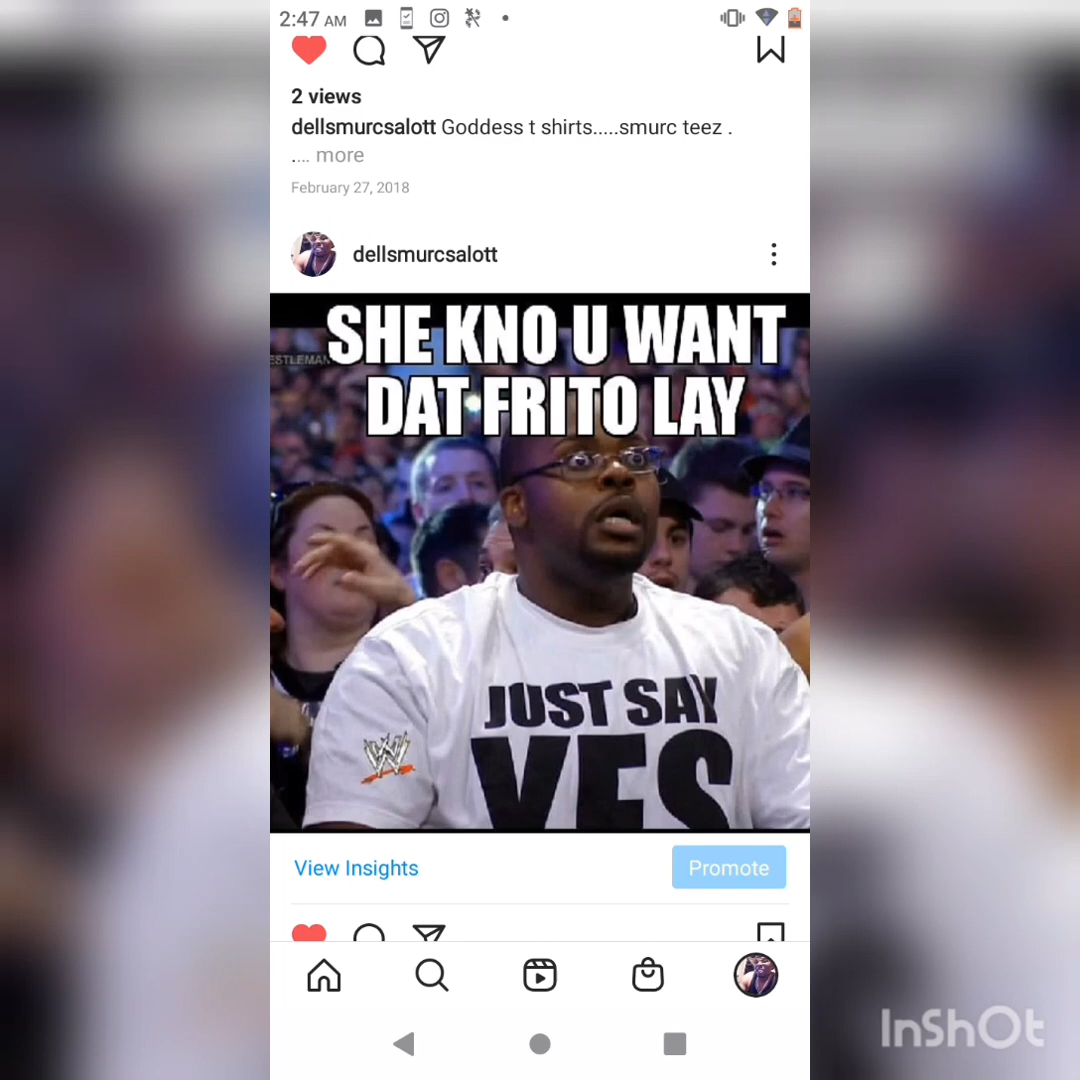 2:47 AM
2 views
dellsmurcsalott Goddess t shirts.....smurc teez .
.... more
February 27, 2018
dellsmurcsalott
SHE KNO U WANT
ESTLEMAN
DAT FRITO LAY
JUST SAY
YES
W
View Insights
Promote
InShOt